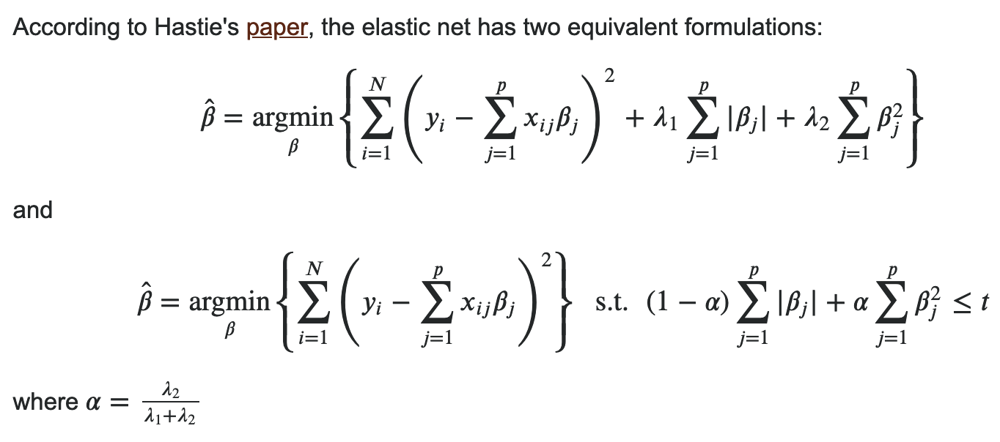 According to Hastie's paper, the elastic net has two equivalent formulations:
$$\hat{\beta} = \underset{\beta}{\operatorname{argmin}} \left\{ \sum_{i=1}^{N} \left( y_i - \sum_{j=1}^{p} x_{ij} \beta_j \right)^2 + \lambda_1 \sum_{j=1}^{p} |\beta_j| + \lambda_2 \sum_{j=1}^{p} \beta_j^2 \right\}$$
and
$$\hat{\beta} = \underset{\beta}{\operatorname{argmin}} \left\{ \sum_{i=1}^{N} \left( y_i - \sum_{j=1}^{p} x_{ij} \beta_j \right)^2 \right\} \text{ s.t. } (1 - \alpha) \sum_{j=1}^{p} |\beta_j| + \alpha \sum_{j=1}^{p} \beta_j^2 \leq t$$
where $\alpha = \frac{\lambda_2}{\lambda_1 + \lambda_2}$